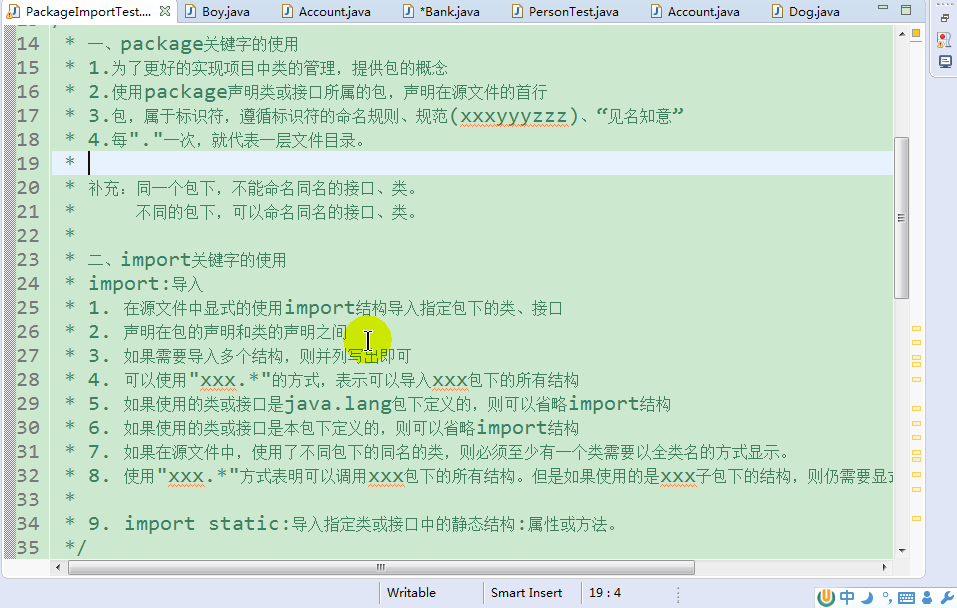 PackageImportTest.... Boy.java Account.java *Bank.java PersonTest.java Account.java Dog.java
14 * 一、package关键字的使用
15 * 1.为了更好的实现项目中类的管理，提供包的概念
16 * 2.使用package声明类或接口所属的包，声明在源文件的首行
17 * 3.包，属于标识符，遵循标识符的命名规则、规范(xxxyyyzzz)、“见名知意”
18 * 4.每"."一次，就代表一层文件目录。
19 *
20 * 补充：同一个包下，不能命名同名的接口、类。
21 * 不同的包下，可以命名同名的接口、类。
22 *
23 * 二、import关键字的使用
24 * import:导入
25 * 1. 在源文件中显式的使用import结构导入指定包下的类、接口
26 * 2. 声明在包的声明和类的声明之间
27 * 3. 如果需要导入多个结构，则并列写出即可
28 * 4. 可以使用"xxx.*"的方式，表示可以导入xxx包下的所有结构
29 * 5. 如果使用的类或接口是java.lang包下定义的，则可以省略import结构
30 * 6. 如果使用的类或接口是本包下定义的，则可以省略import结构
31 * 7. 如果在源文件中，使用了不同包下的同名的类，则必须至少有一个类需要以全类名的方式显示。
32 * 8. 使用"xxx.*"方式表明可以调用xxx包下的所有结构。但是如果使用的是xxx子包下的结构，则仍需要显
33 *
34 * 9. import static:导入指定类或接口中的静态结构:属性或方法。
35 */
Writable Smart Insert 19 : 4
中